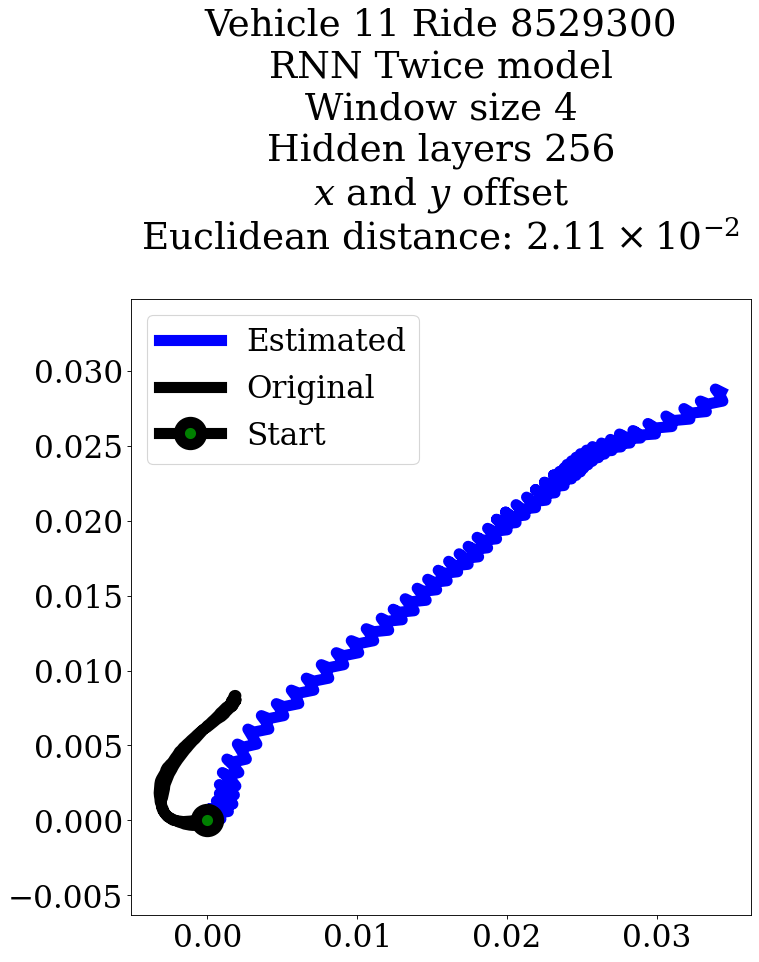 Vehicle 11 Ride 8529300
RNN Twice model
Window size 4
Hidden layers 256
x and y offset
Euclidean distance: 2.11 × 10⁻²
Estimated
Original
Start
0.030
0.025
0.020
0.015
0.010
0.005
0.000
−0.005
0.00 0.01 0.02 0.03